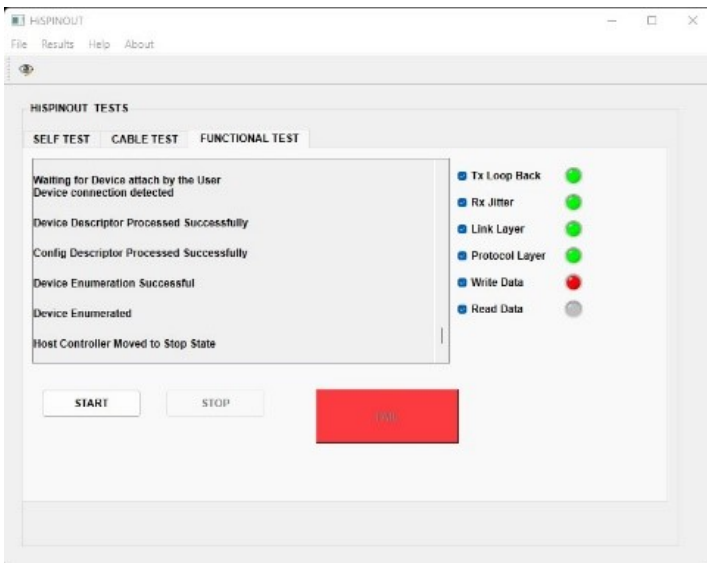 HiSPINOUT
File Results Help About
HISPINOUT TESTS
SELF TEST CABLE TEST FUNCTIONAL TEST
Waiting for Device attach by the User
Device connection detected
Device Descriptor Processed Successfully
Config Descriptor Processed Successfully
Device Enumeration Successful
Device Enumerated
Host Controller Moved to Stop State
Tx Loop Back
Rx Jitter
Link Layer
Protocol Layer
Write Data
Read Data
START STOP